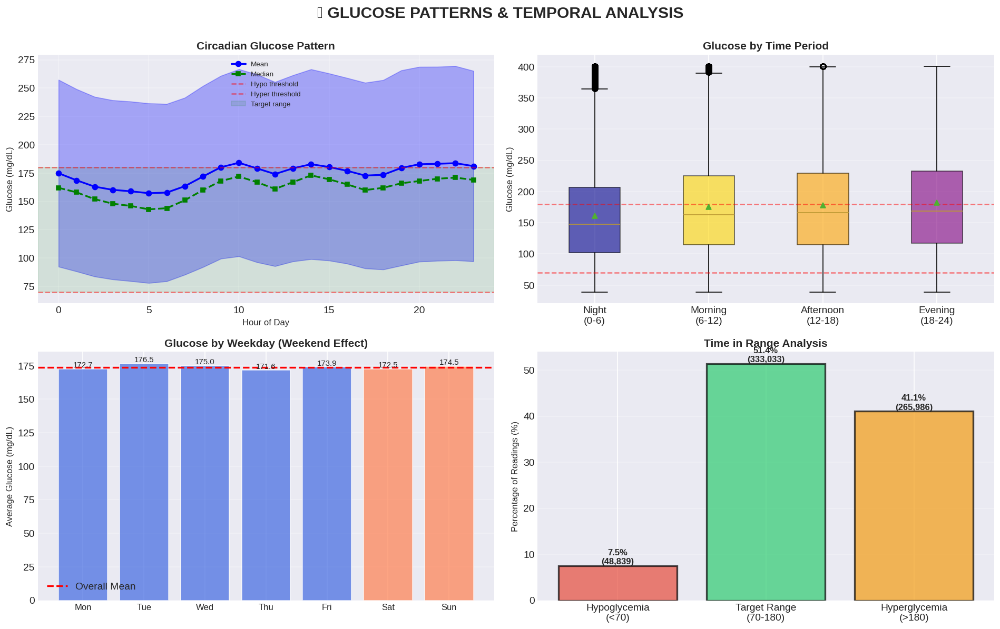 GLUCOSE PATTERNS & TEMPORAL ANALYSIS
Circadian Glucose Pattern
275
250
225
200
175
150
125
100
75
Glucose (mg/dL)
Mean
Median
Hypo threshold
Hyper threshold
Target range
0
5
10
15
20
Hour of Day
Glucose by Time Period
400
350
300
250
200
150
100
50
Glucose (mg/dL)
Night
(0-6)
Morning
(6-12)
Afternoon
(12-18)
Evening
(18-24)
Glucose by Weekday (Weekend Effect)
175
150
125
100
75
50
25
0
Average Glucose (mg/dL)
172.7
176.5
175.0
171.6
173.9
172.5
174.5
Overall Mean
Mon
Tue
Wed
Thu
Fri
Sat
Sun
Time in Range Analysis
50
40
30
20
10
0
Percentage of Readings (%)
7.5%
(48,839)
51.4%
(333,033)
41.1%
(265,986)
Hypoglycemia
(<70)
Target Range
(70-180)
Hyperglycemia
(>180)